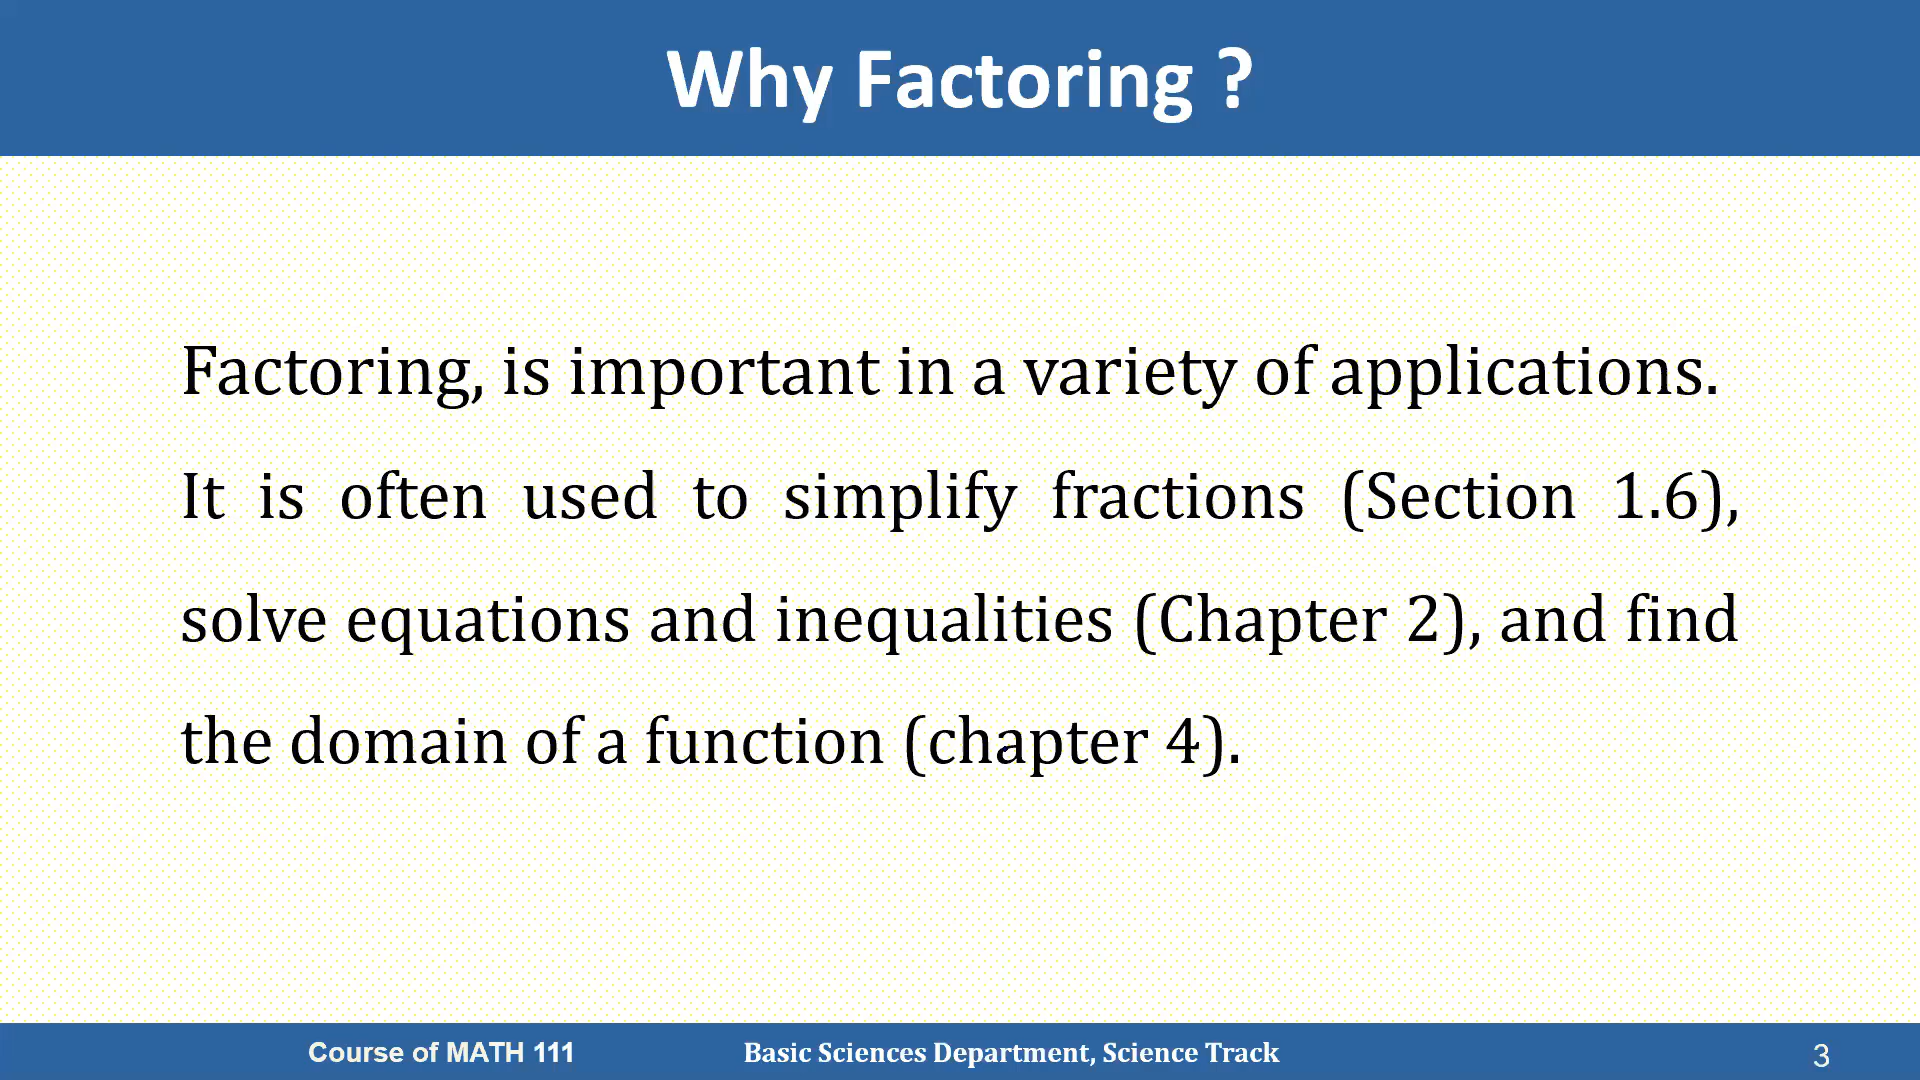 Why Factoring ?
Factoring, is important in a variety of applications.
It is often used to simplify fractions (Section 1.6),
solve equations and inequalities (Chapter 2), and find
the domain of a function (chapter 4).
Course of MATH 111
Basic Sciences Department, Science Track
3